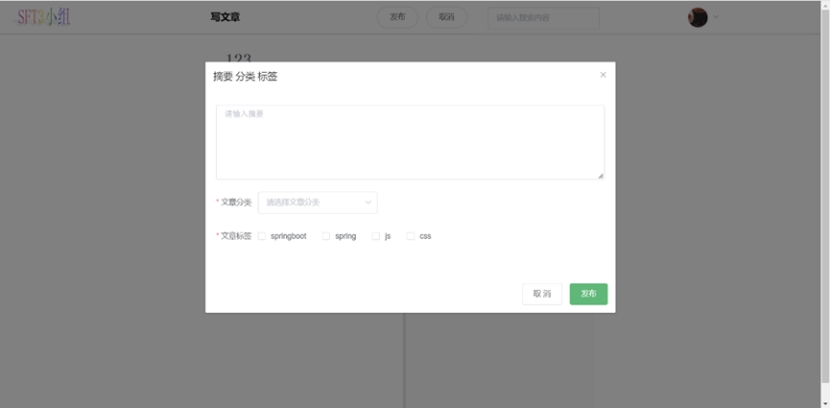 SFT3小组
写文章
发布
取消
请输入搜索内容
123
摘要 分类 标签
请输入摘要
* 文章分类
请选择文章分类
* 文章标签
springboot
spring
js
css
取 消
发布